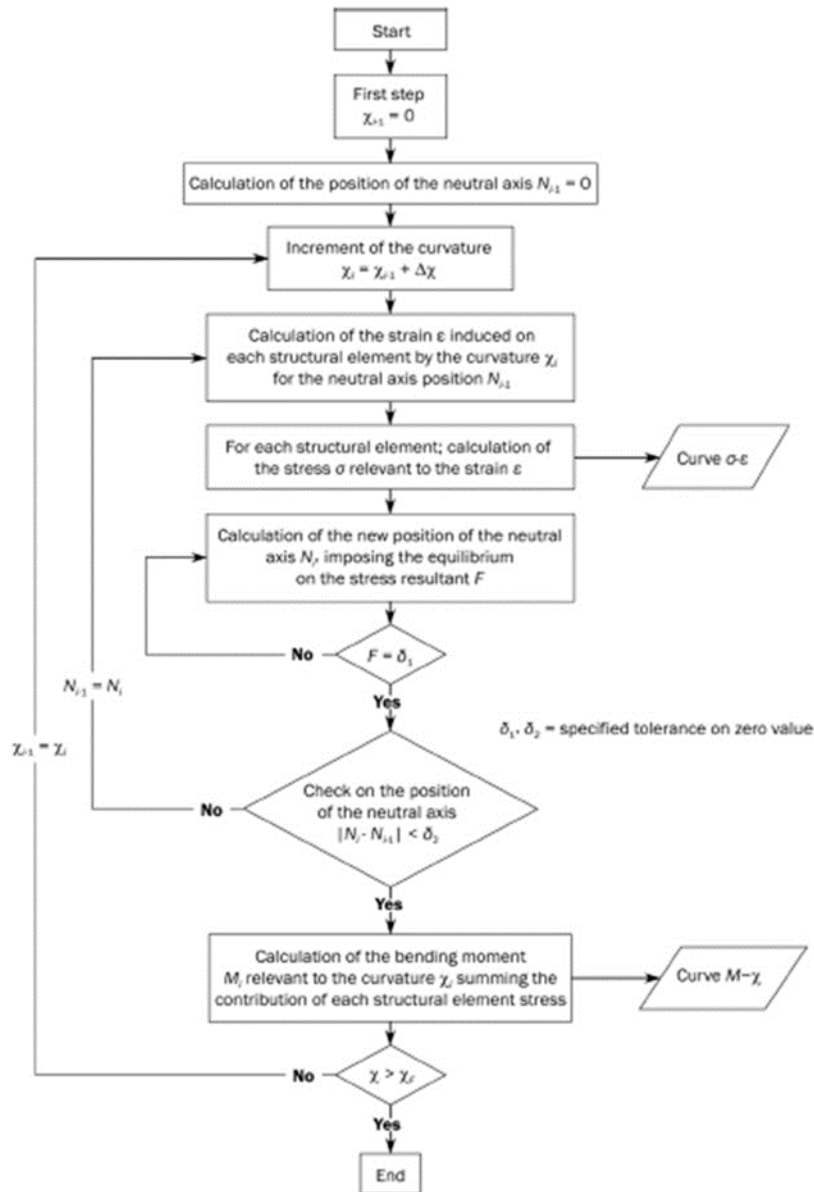 Start
First step
χᵢ₋₁ = 0
Calculation of the position of the neutral axis Nᵢ₋₁ = 0
Increment of the curvature
χᵢ = χᵢ₋₁ + Δχ
Calculation of the strain ε induced on
each structural element by the curvature χᵢ
for the neutral axis position Nᵢ₋₁
For each structural element; calculation of
the stress σ relevant to the strain ε
Curve σ-ε
Calculation of the new position of the neutral
axis Nᵢ, imposing the equilibrium
on the stress resultant F
No
F = δ₁
Yes
Nᵢ₋₁ = Nᵢ
δ₁, δ₂ = specified tolerance on zero value
χᵢ₋₁ = χᵢ
Check on the position
of the neutral axis
|Nᵢ - Nᵢ₋₁| < δ₂
No
Yes
Calculation of the bending moment
Mᵢ relevant to the curvature χᵢ summing the
contribution of each structural element stress
Curve M–χ
No
χ > χF
Yes
End